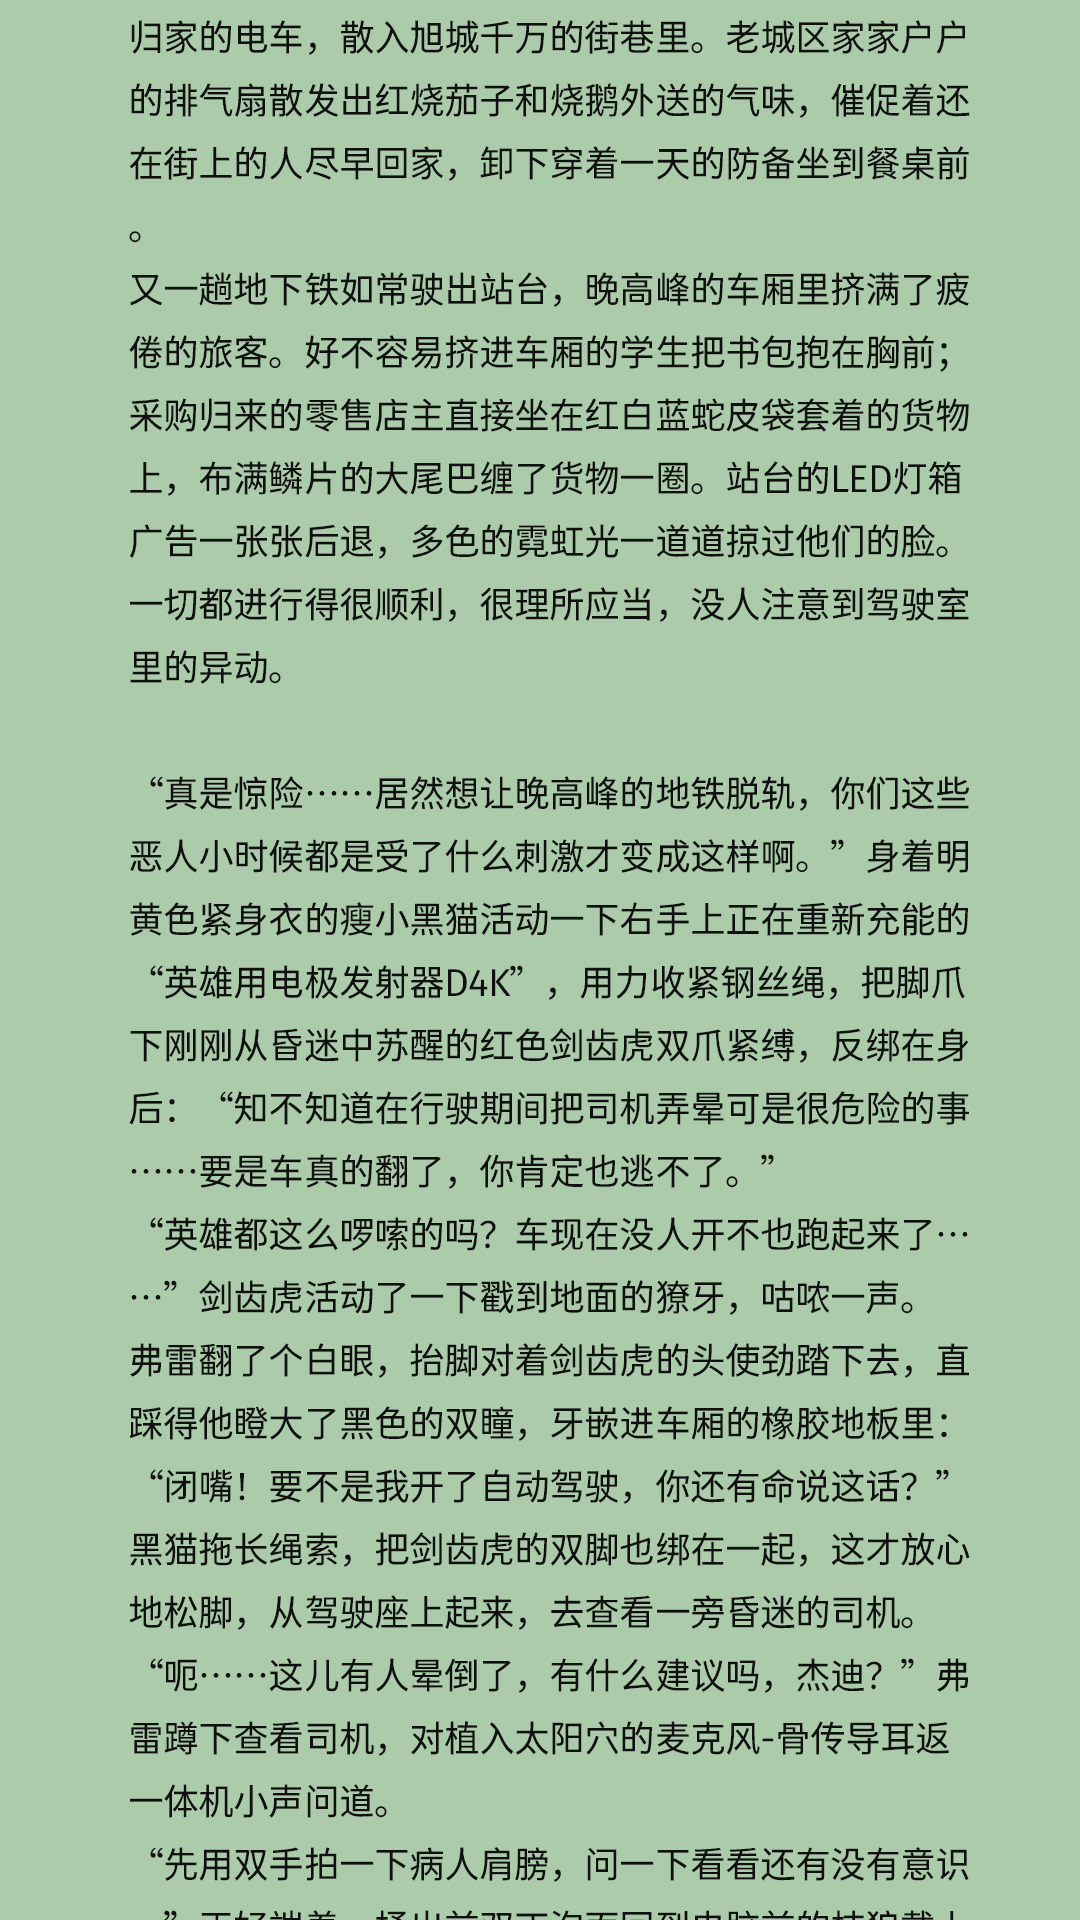 归家的电车，散入旭城千万的街巷里。老城区家家户户
的排气扇散发出红烧茄子和烧鹅外送的气味，催促着还
在街上的人尽早回家，卸下穿着一天的防备坐到餐桌前
。
又一趟地下铁如常驶出站台，晚高峰的车厢里挤满了疲
倦的旅客。好不容易挤进车厢的学生把书包抱在胸前；
采购归来的零售店主直接坐在红白蓝蛇皮袋套着的货物
上，布满鳞片的大尾巴缠了货物一圈。站台的LED灯箱
广告一张张后退，多色的霓虹光一道道掠过他们的脸。
一切都进行得很顺利，很理所应当，没人注意到驾驶室
里的异动。
“真是惊险……居然想让晚高峰的地铁脱轨，你们这些
恶人小时候都是受了什么刺激才变成这样啊。”身着明
黄色紧身衣的瘦小黑猫活动一下右手上正在重新充能的
“英雄用电极发射器D4K”，用力收紧钢丝绳，把脚爪
下刚刚从昏迷中苏醒的红色剑齿虎双爪紧缚，反绑在身
后：“知不知道在行驶期间把司机弄晕可是很危险的事
……要是车真的翻了，你肯定也逃不了。”
“英雄都这么啰嗦的吗？车现在没人开不也跑起来了…
…”剑齿虎活动了一下戳到地面的獠牙，咕哝一声。
弗雷翻了个白眼，抬脚对着剑齿虎的头使劲踏下去，直
踩得他瞪大了黑色的双瞳，牙嵌进车厢的橡胶地板里：
“闭嘴！要不是我开了自动驾驶，你还有命说这话？”
黑猫拖长绳索，把剑齿虎的双脚也绑在一起，这才放心
地松脚，从驾驶座上起来，去查看一旁昏迷的司机。
“呃……这儿有人晕倒了，有什么建议吗，杰迪？”弗
雷蹲下查看司机，对植入太阳穴的麦克风-骨传导耳返
一体机小声问道。
“先用双手拍一下病人肩膀，问一下看看还有没有意识